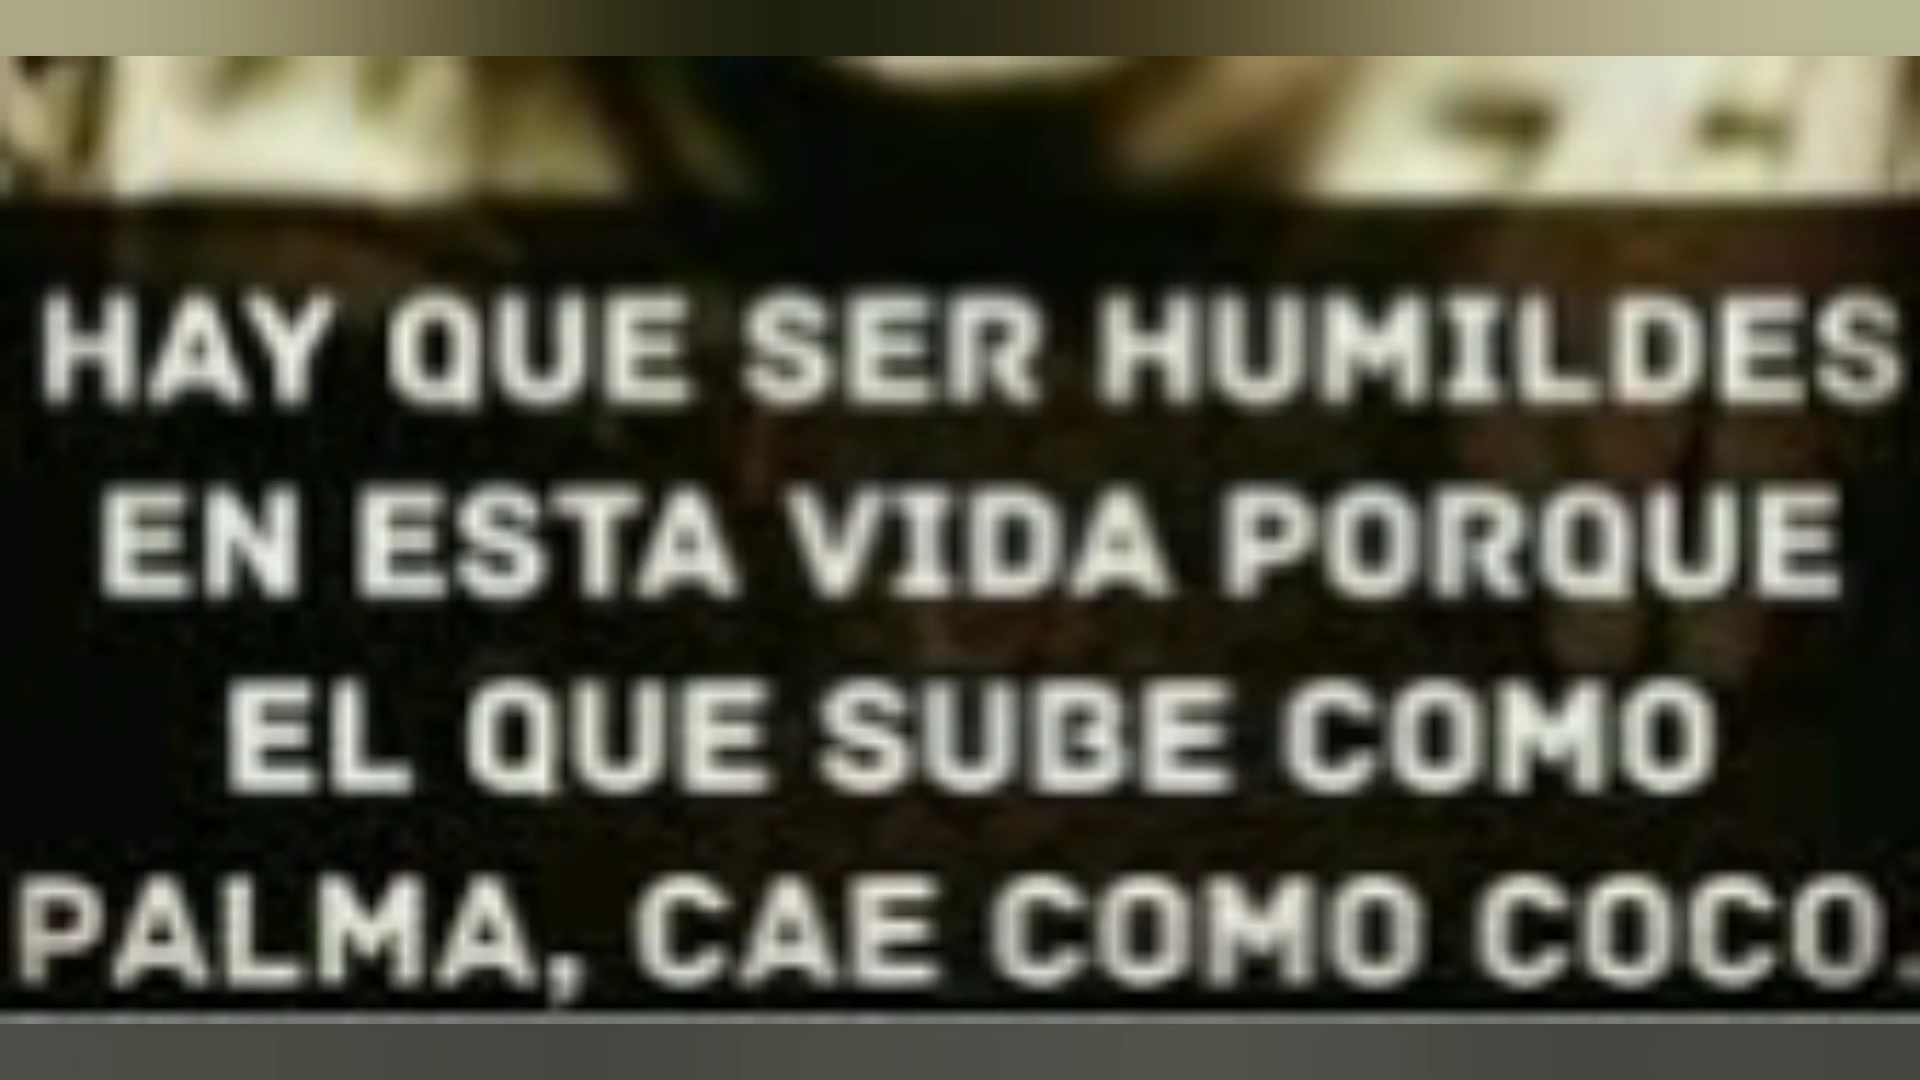 HAY QUE SER HUMILDES
EN ESTA VIDA PORQUE
EL QUE SUBE COMO
PALMA, CAE COMO COCO.